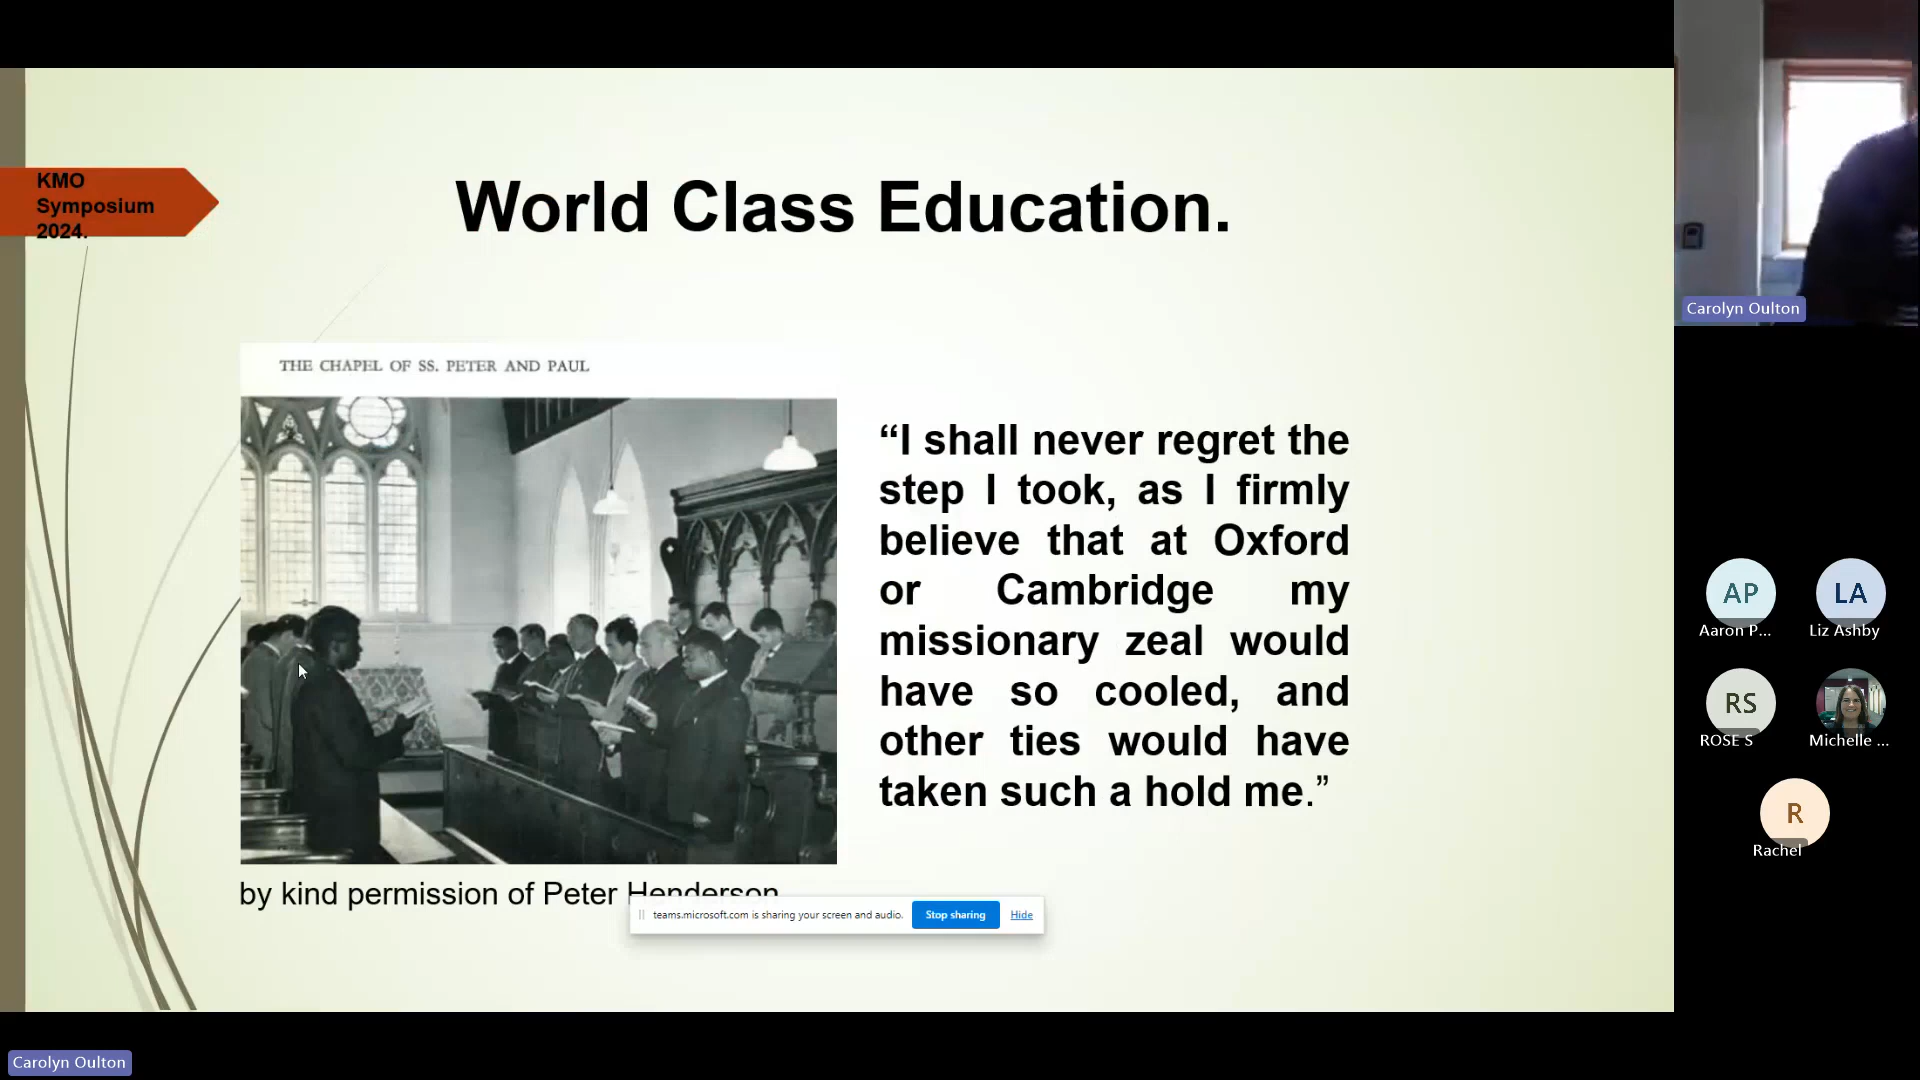 KMO
Symposium
2024.
World Class Education.
THE CHAPEL OF SS. PETER AND PAUL
“I shall never regret the
step I took, as I firmly
believe that at Oxford
or Cambridge my
missionary zeal would
have so cooled, and
other ties would have
taken such a hold me.”
by kind permission of Peter Henderson
teams.microsoft.com is sharing your screen and audio.
Stop sharing
Hide
Carolyn Oulton
AP
Aaron P...
LA
Liz Ashby
RS
ROSE S
Michelle ...
R
Rachel
Carolyn Oulton